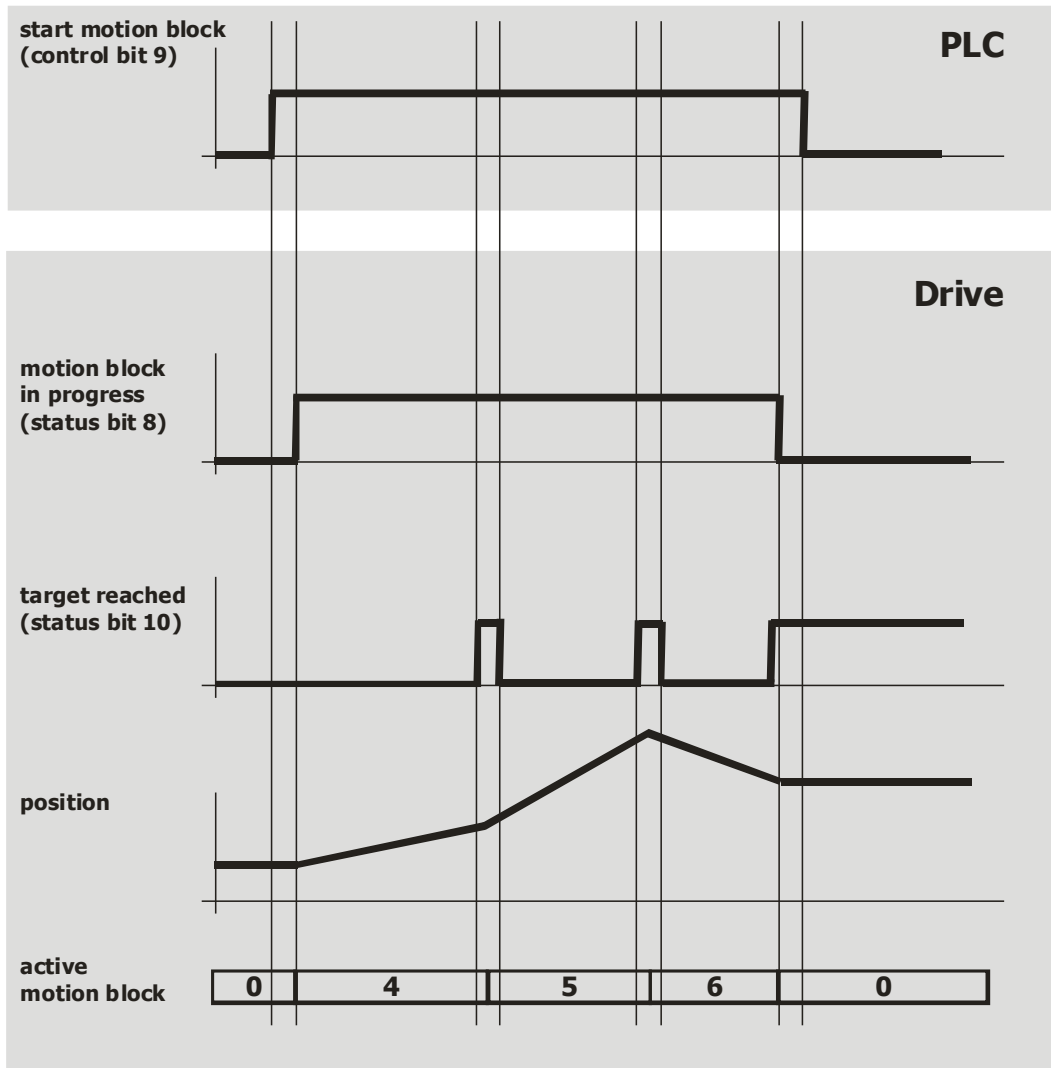 start motion block
(control bit 9)
PLC
Drive
motion block
in progress
(status bit 8)
target reached
(status bit 10)
position
active
motion block
0 4 5 6 0